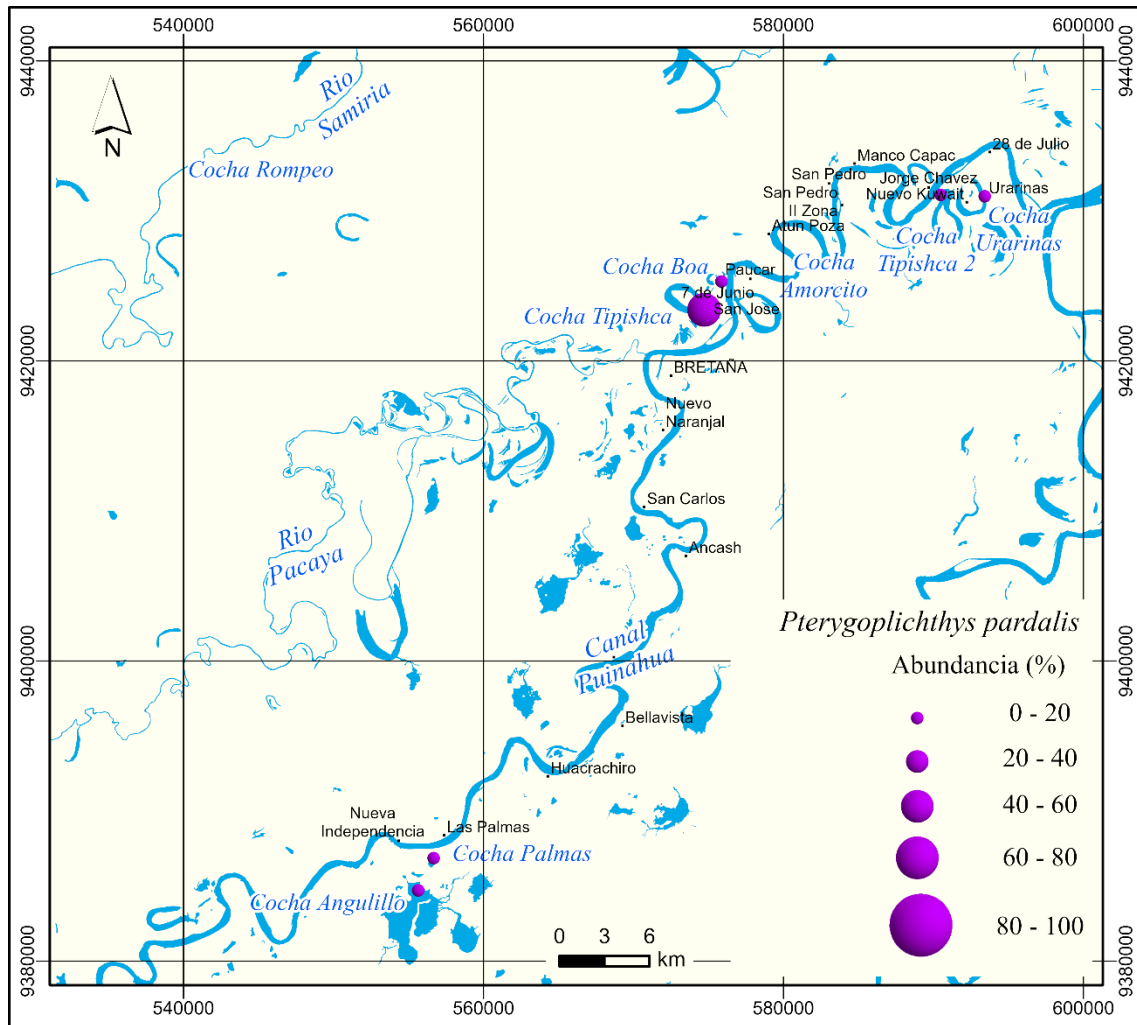 540000
560000
580000
600000
9440000
9440000
Rio
Samiria
N
Cocha Rompeo
28 de Julio
Manco Capac
San Pedro
Jorge Chavez
San Pedro
Nuevo Kuwait
Urarinas
II Zona
Atun Poza
Cocha
Urarinas
Cocha
Tipishca 2
Cocha Boa
Paucar
Cocha
Amorcito
7 de Junio
San Jose
Cocha Tipishca
9420000
9420000
BRETAÑA
Nuevo
Naranjal
San Carlos
Rio
Pacaya
Ancash
Canal
Puinahua
9400000
9400000
Bellavista
Huacrachiro
Nueva
Independencia
Las Palmas
Cocha Palmas
Cocha Angulillo
Pterygoplichthys pardalis
Abundancia (%)
0 - 20
20 - 40
40 - 60
60 - 80
80 - 100
0 3 6
km
9380000
9380000
540000
560000
580000
600000